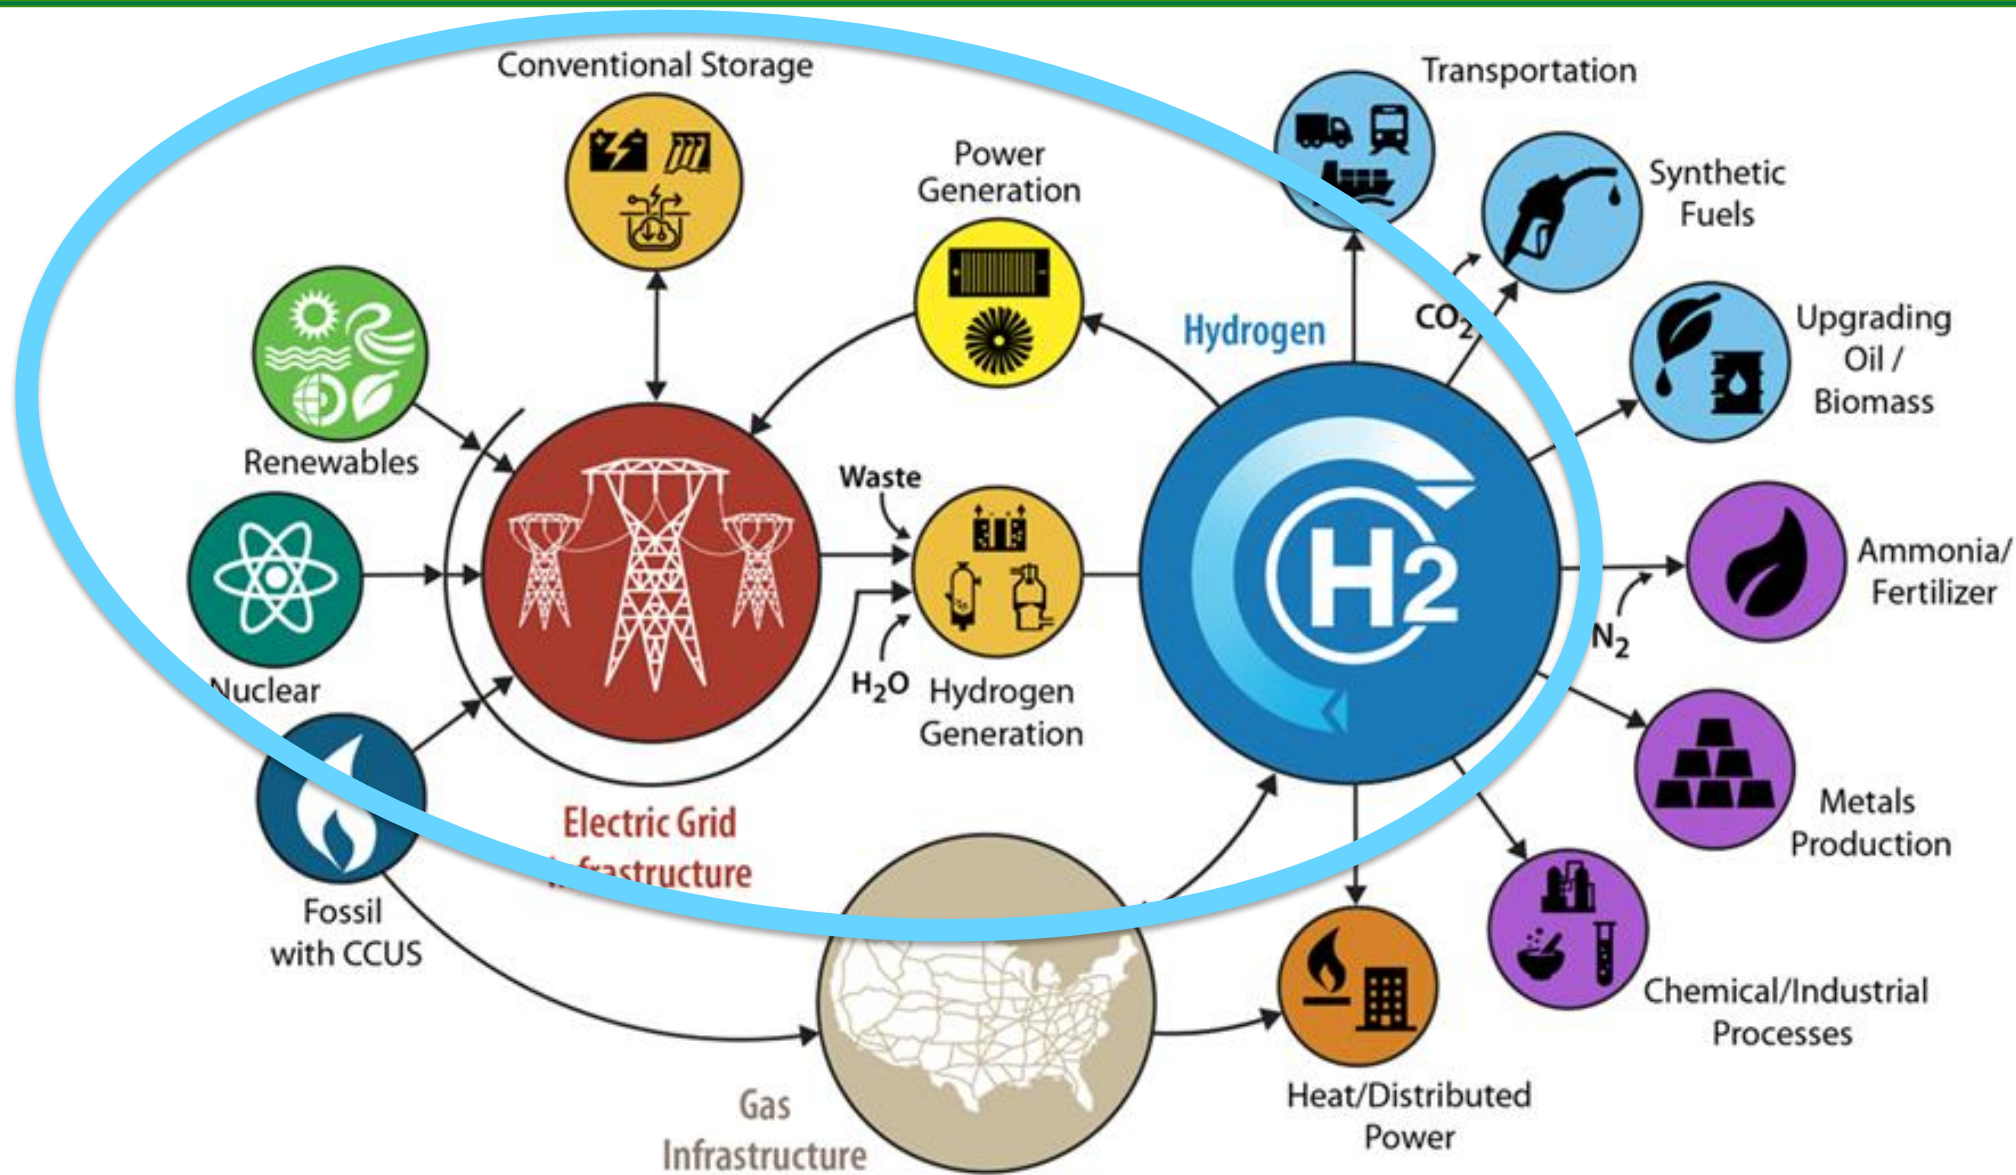 Conventional Storage
Transportation
Power
Generation
Synthetic
Fuels
Hydrogen
CO2
Upgrading
Oil /
Biomass
Renewables
Waste
H2
Ammonia/
Fertilizer
N2
H2O
Hydrogen
Generation
Nuclear
Electric Grid
Infrastructure
Metals
Production
Fossil
with CCUS
Chemical/Industrial
Processes
Heat/Distributed
Power
Gas
Infrastructure